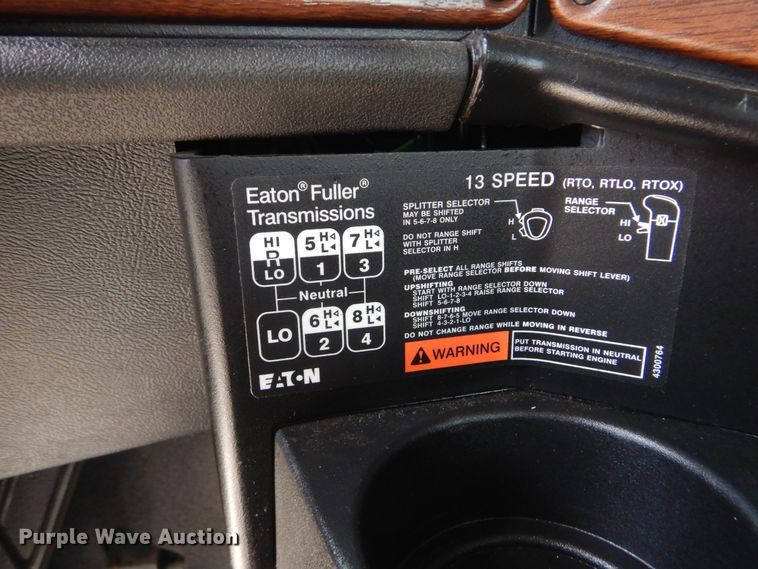 Eaton® Fuller®
Transmissions
13 SPEED (RTO, RTLO, RTOX)
HI
R
LO
5 H
L
1
7 H
L
3
Neutral
LO
6 H
L
2
8 H
L
4
EATON
SPLITTER SELECTOR
MAY BE SHIFTED
IN 5-6-7-8 ONLY
DO NOT RANGE SHIFT
WITH SPLITTER
SELECTOR IN H
H
L
RANGE
SELECTOR
HI
LO
PRE-SELECT ALL RANGE SHIFTS
(MOVE RANGE SELECTOR BEFORE MOVING SHIFT LEVER)
UPSHIFTING
START WITH RANGE SELECTOR DOWN
SHIFT LO-1-2-3-4 RAISE RANGE SELECTOR
SHIFT 5-6-7-8
DOWNSHIFTING
SHIFT 8-7-6-5 MOVE RANGE SELECTOR DOWN
SHIFT 4-3-2-1-LO
DO NOT CHANGE RANGE WHILE MOVING IN REVERSE
WARNING
PUT TRANSMISSION IN NEUTRAL
BEFORE STARTING ENGINE
4300764
Purple Wave Auction